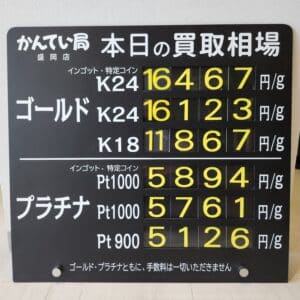 かんてい局 盛岡店 本日の買取相場
インゴット・特定コイン
K24 16467 円/g
ゴールド K24 16123 円/g
K18 11867 円/g
インゴット・特定コイン
Pt1000 5894 円/g
プラチナ Pt1000 5761 円/g
Pt900 5126 円/g
ゴールド・プラチナともに、手数料は一切いただきません